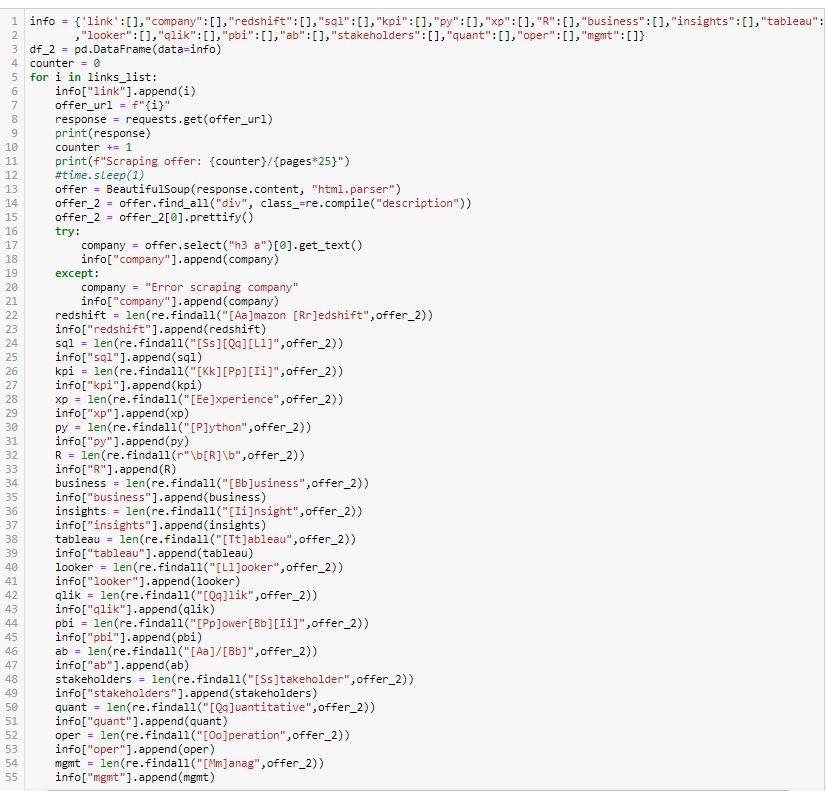 1 info = {'link':[],"company":[],"redshift":[],"sql":[],"kpi":[],"py":[],"xp":[],"R":[],"business":[],"insights":[],"tableau":
2 ,"looker":[],"qlik":[],"pbi":[],"ab":[],"stakeholders":[],"quant":[],"oper":[],"mgmt":[]}
3 df_2 = pd.DataFrame(data=info)
4 counter = 0
5 for i in links_list:
6 info["link"].append(i)
7 offer_url = f"{i}"
8 response = requests.get(offer_url)
9 print(response)
10 counter += 1
11 print(f"Scraping offer: {counter}/{pages*25}")
12 #time.sleep(1)
13 offer = BeautifulSoup(response.content, "html.parser")
14 offer_2 = offer.find_all("div", class_=re.compile("description"))
15 offer_2 = offer_2[0].prettify()
16 try:
17 company = offer.select("h3 a")[0].get_text()
18 info["company"].append(company)
19 except:
20 company = "Error scraping company"
21 info["company"].append(company)
22 redshift = len(re.findall("[Aa]mazon [Rr]edshift",offer_2))
23 info["redshift"].append(redshift)
24 sql = len(re.findall("[Ss][Qq][Ll]",offer_2))
25 info["sql"].append(sql)
26 kpi = len(re.findall("[Kk][Pp][Ii]",offer_2))
27 info["kpi"].append(kpi)
28 xp = len(re.findall("[Ee]xperience",offer_2))
29 info["xp"].append(xp)
30 py = len(re.findall("[P]ython",offer_2))
31 info["py"].append(py)
32 R = len(re.findall(r"\b[R]\b",offer_2))
33 info["R"].append(R)
34 business = len(re.findall("[Bb]usiness",offer_2))
35 info["business"].append(business)
36 insights = len(re.findall("[Ii]nsight",offer_2))
37 info["insights"].append(insights)
38 tableau = len(re.findall("[Tt]ableau",offer_2))
39 info["tableau"].append(tableau)
40 looker = len(re.findall("[Ll]ooker",offer_2))
41 info["looker"].append(looker)
42 qlik = len(re.findall("[Qq]lik",offer_2))
43 info["qlik"].append(qlik)
44 pbi = len(re.findall("[Pp]ower[Bb][Ii]",offer_2))
45 info["pbi"].append(pbi)
46 ab = len(re.findall("[Aa]/[Bb]",offer_2))
47 info["ab"].append(ab)
48 stakeholders = len(re.findall("[Ss]takeholder",offer_2))
49 info["stakeholders"].append(stakeholders)
50 quant = len(re.findall("[Qq]uantitative",offer_2))
51 info["quant"].append(quant)
52 oper = len(re.findall("[Oo]peration",offer_2))
53 info["oper"].append(oper)
54 mgmt = len(re.findall("[Mm]anag",offer_2))
55 info["mgmt"].append(mgmt)